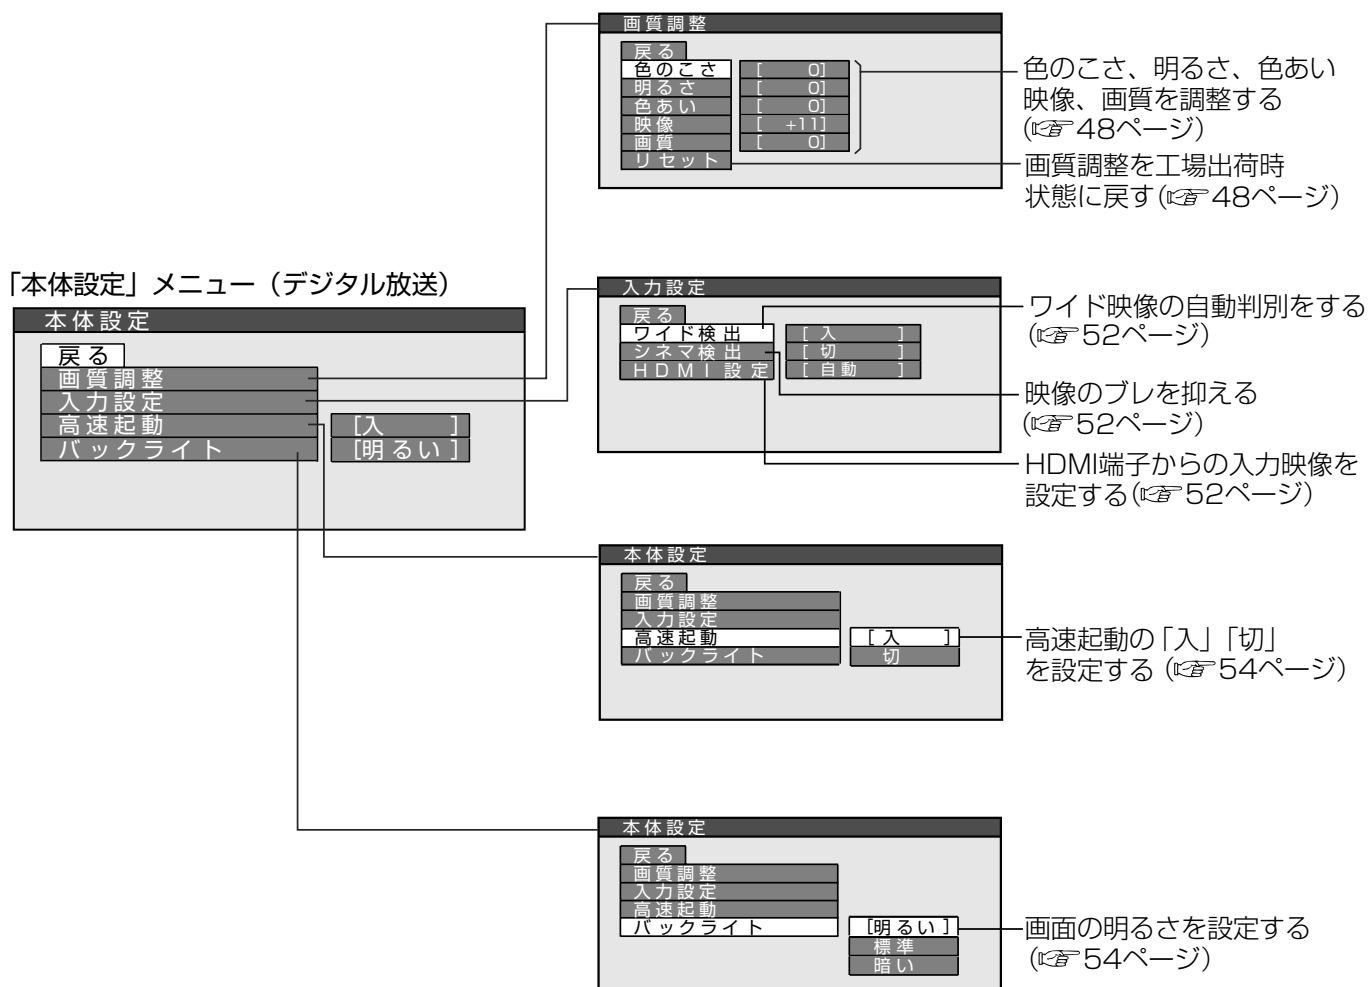 画質調整
戻る
色のこさ [ 0]
明るさ [ 0]
色あい [ 0]
映像 [ +11]
画質 [ 0]
リセット
色のこさ、明るさ、色あい
映像、画質を調整する
(☞48ページ)
画質調整を工場出荷時
状態に戻す(☞48ページ)
「本体設定」メニュー（デジタル放送）
本体設定
戻る
画質調整
入力設定
高速起動 [入 ]
バックライト [明るい]
入力設定
戻る
ワイド検出 [入 ]
シネマ検出 [切 ]
HDMI設定 [自動 ]
ワイド映像の自動判別をする
(☞52ページ)
映像のブレを抑える
(☞52ページ)
HDMI端子からの入力映像を
設定する(☞52ページ)
本体設定
戻る
画質調整
入力設定
高速起動 [入 ]
バックライト 切
高速起動の「入」「切」
を設定する(☞54ページ)
本体設定
戻る
画質調整
入力設定
高速起動
バックライト [明るい]
標準
暗い
画面の明るさを設定する
(☞54ページ)